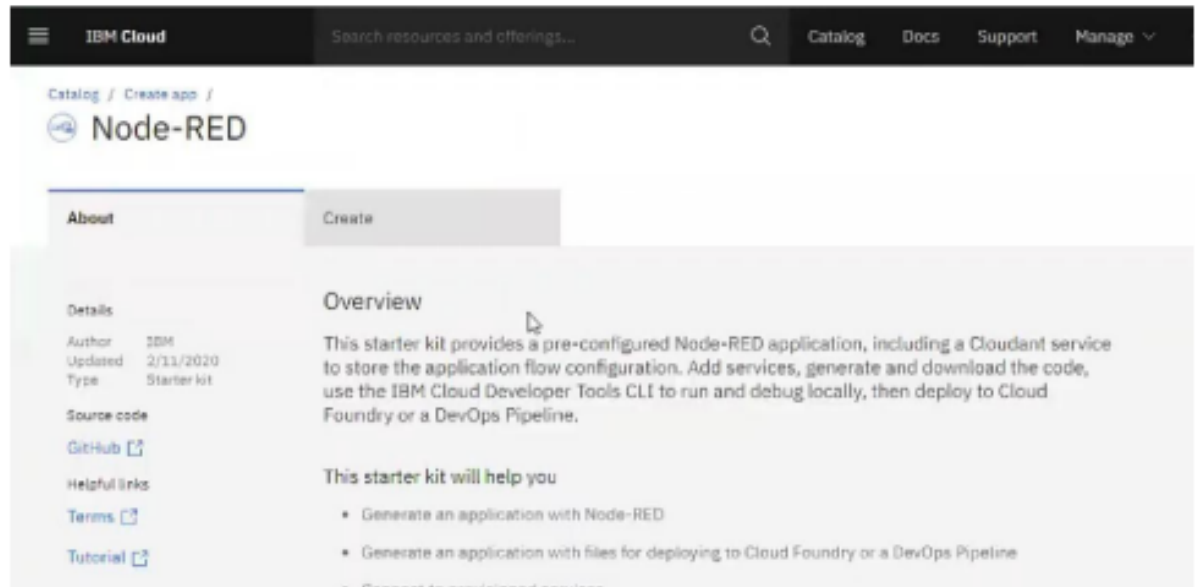 IBM Cloud
Search resources and offerings...
Catalog
Docs
Support
Manage
Catalog / Create app /
Node-RED
About
Create
Details
Author IBM
Updated 2/11/2020
Type Starter kit
Source code
GitHub
Helpful links
Terms
Tutorial
Overview
This starter kit provides a pre-configured Node-RED application, including a Cloudant service
to store the application flow configuration. Add services, generate and download the code,
use the IBM Cloud Developer Tools CLI to run and debug locally, then deploy to Cloud
Foundry or a DevOps Pipeline.
This starter kit will help you
• Generate an application with Node-RED
• Generate an application with files for deploying to Cloud Foundry or a DevOps Pipeline
• Connect to provisioned services